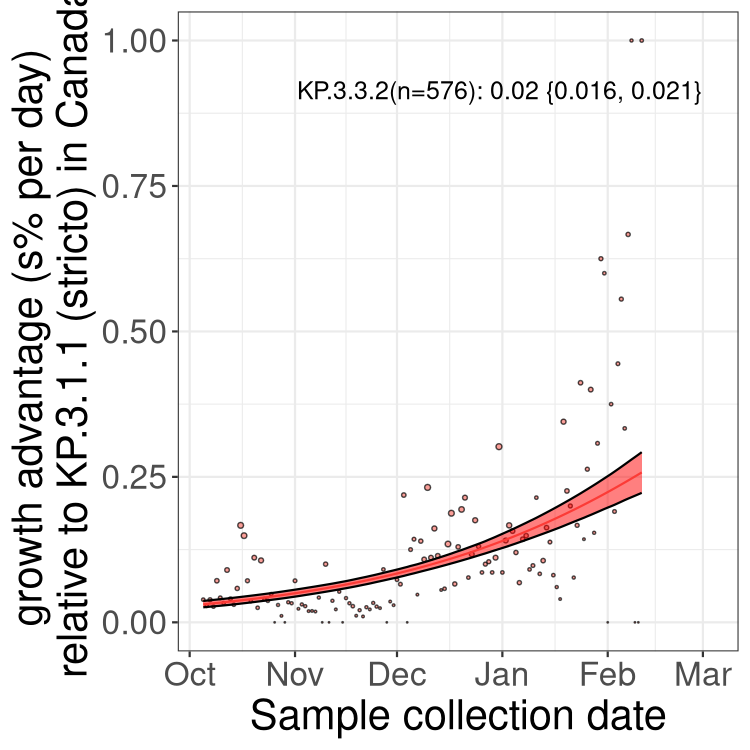 growth advantage (s% per day)
relative to KP.3.1.1 (stricto) in Canada
1.00
0.75
0.50
0.25
0.00
KP.3.3.2(n=576): 0.02 {0.016, 0.021}
Oct Nov Dec Jan Feb Mar
Sample collection date